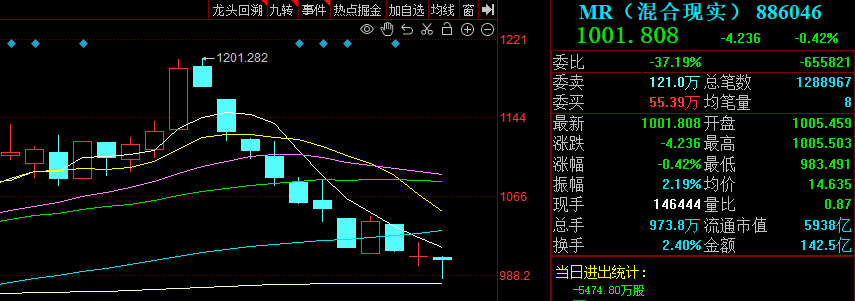 龙头回溯 九转 事件 热点掘金 加自选 均线 窗
1201.282
1221
1144
1066
988.2
MR（混合现实） 886046
1001.808 -4.236 -0.42%
委比 -37.19% -655821
委卖 121.0万 总笔数 1288967
委买 55.39万 均笔量 8
最新 1001.808 开盘 1005.459
涨跌 -4.236 最高 1005.503
涨幅 -0.42% 最低 983.491
振幅 2.19% 均价 14.635
现手 146444 量比 0.87
总手 973.8万 流通市值 5938亿
换手 2.40% 金额 142.5亿
当日进出统计：
-5474.80万股